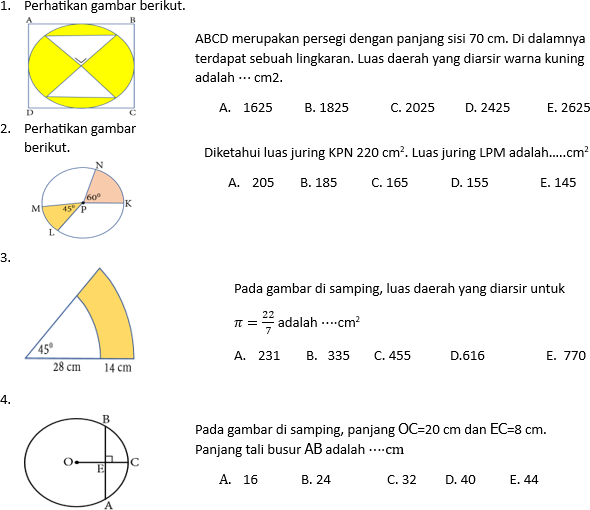 1. Perhatikan gambar berikut.
A B
ABCD merupakan persegi dengan panjang sisi 70 cm. Di dalamnya
terdapat sebuah lingkaran. Luas daerah yang diarsir warna kuning
adalah ... cm2.
A. 1625 B. 1825 C. 2025 D. 2425 E. 2625
D C
2. Perhatikan gambar
berikut.
Diketahui luas juring KPN 220 cm². Luas juring LPM adalah.....cm²
A. 205 B. 185 C. 165 D. 155 E. 145
N
60⁰
K
M 45⁰ P
L
3.
Pada gambar di samping, luas daerah yang diarsir untuk
π = 22/7 adalah ....cm²
45⁰
A. 231 B. 335 C. 455 D.616 E. 770
28 cm 14 cm
4.
B
Pada gambar di samping, panjang OC=20 cm dan EC=8 cm.
Panjang tali busur AB adalah ....cm
O E C
A. 16 B. 24 C. 32 D. 40 E. 44
A